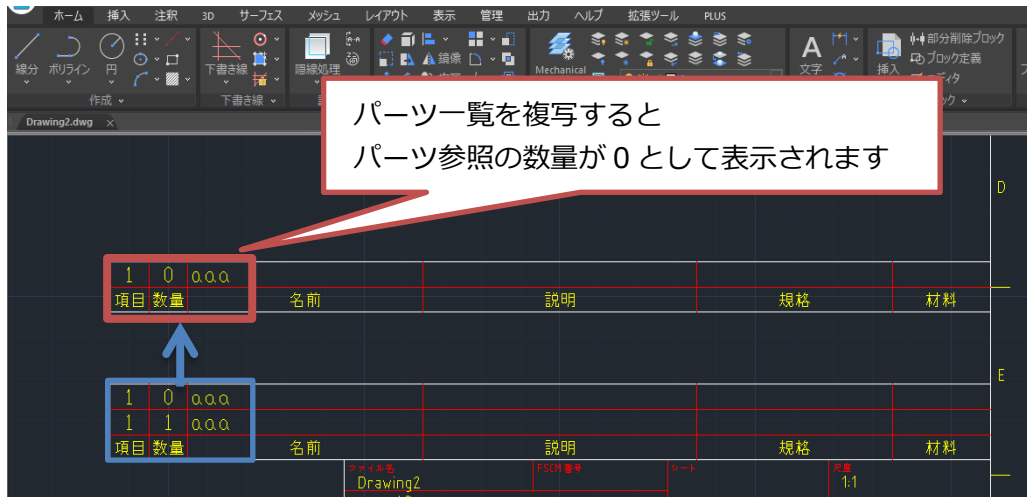 ホーム 挿入 注釈 3D サーフェス メッシュ レイアウト 表示 管理 出力 ヘルプ 拡張ツール PLUS
線分 ポリライン 円 下書き線 隠線処理 鏡像 Mechanical 文字 挿入 部分削除ブロック
ブロック定義
作成 下書き線
Drawing2.dwg
パーツ一覧を複写すると
パーツ参照の数量が0として表示されます
D
1 0 aaa
項目 数量 名前 説明 規格 材料
E
1 0 aaa
1 1 aaa
項目 数量 名前 説明 規格 材料
ファイル名 FSCM 番号 シート 尺度
Drawing2 1:1